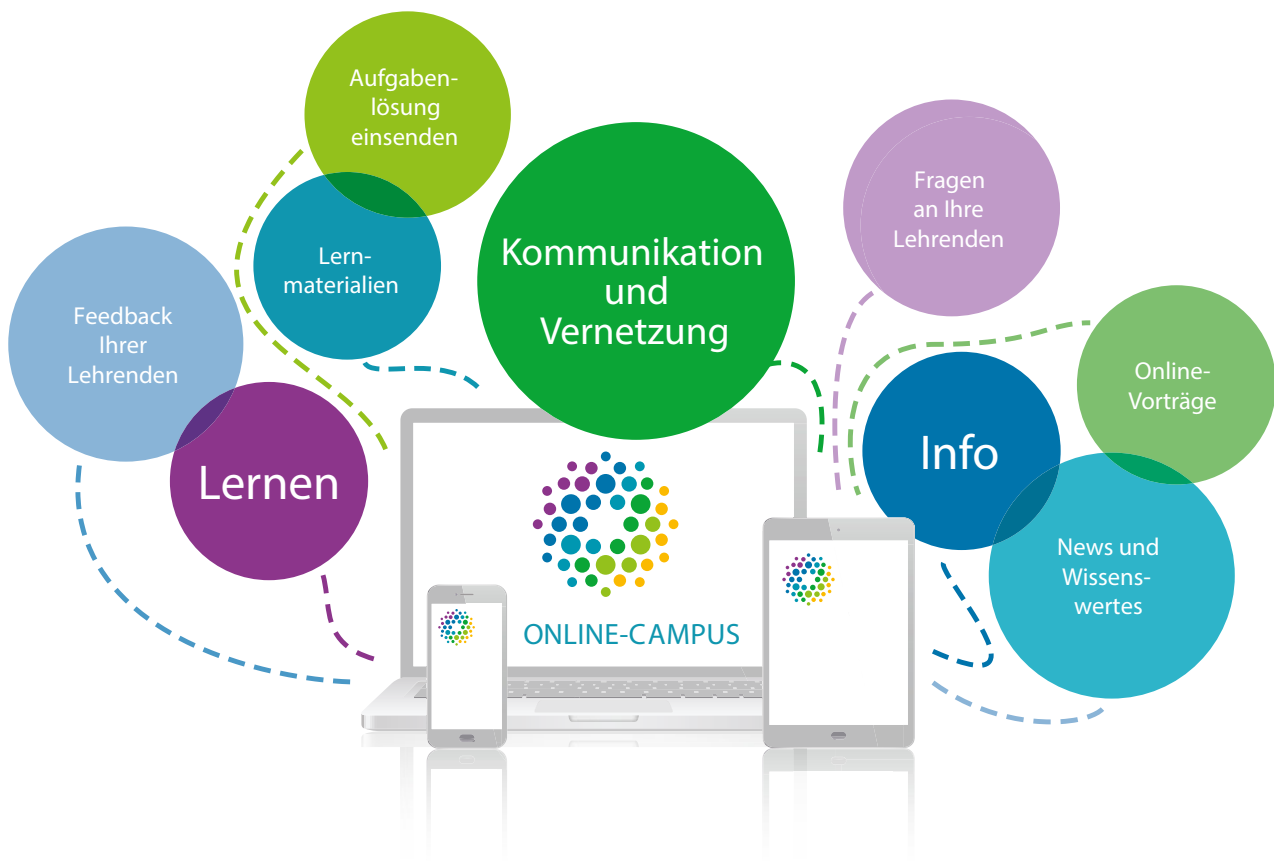 Aufgaben-
lösung
einsenden
Lern-
materialien
Feedback
Ihrer
Lehrenden
Lernen
Kommunikation
und
Vernetzung
Fragen
an Ihre
Lehrenden
Online-
Vorträge
Info
News und
Wissens-
wertes
ONLINE-CAMPUS